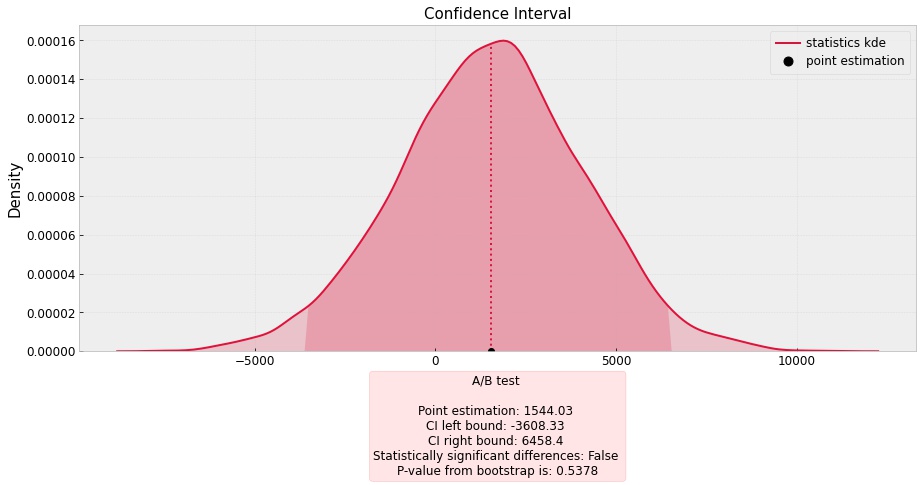 Confidence Interval
statistics kde
point estimation
Density
0.00016
0.00014
0.00012
0.00010
0.00008
0.00006
0.00004
0.00002
0.00000
−5000
0
5000
10000
A/B test
Point estimation: 1544.03
CI left bound: -3608.33
CI right bound: 6458.4
Statistically significant differences: False
P-value from bootstrap is: 0.5378